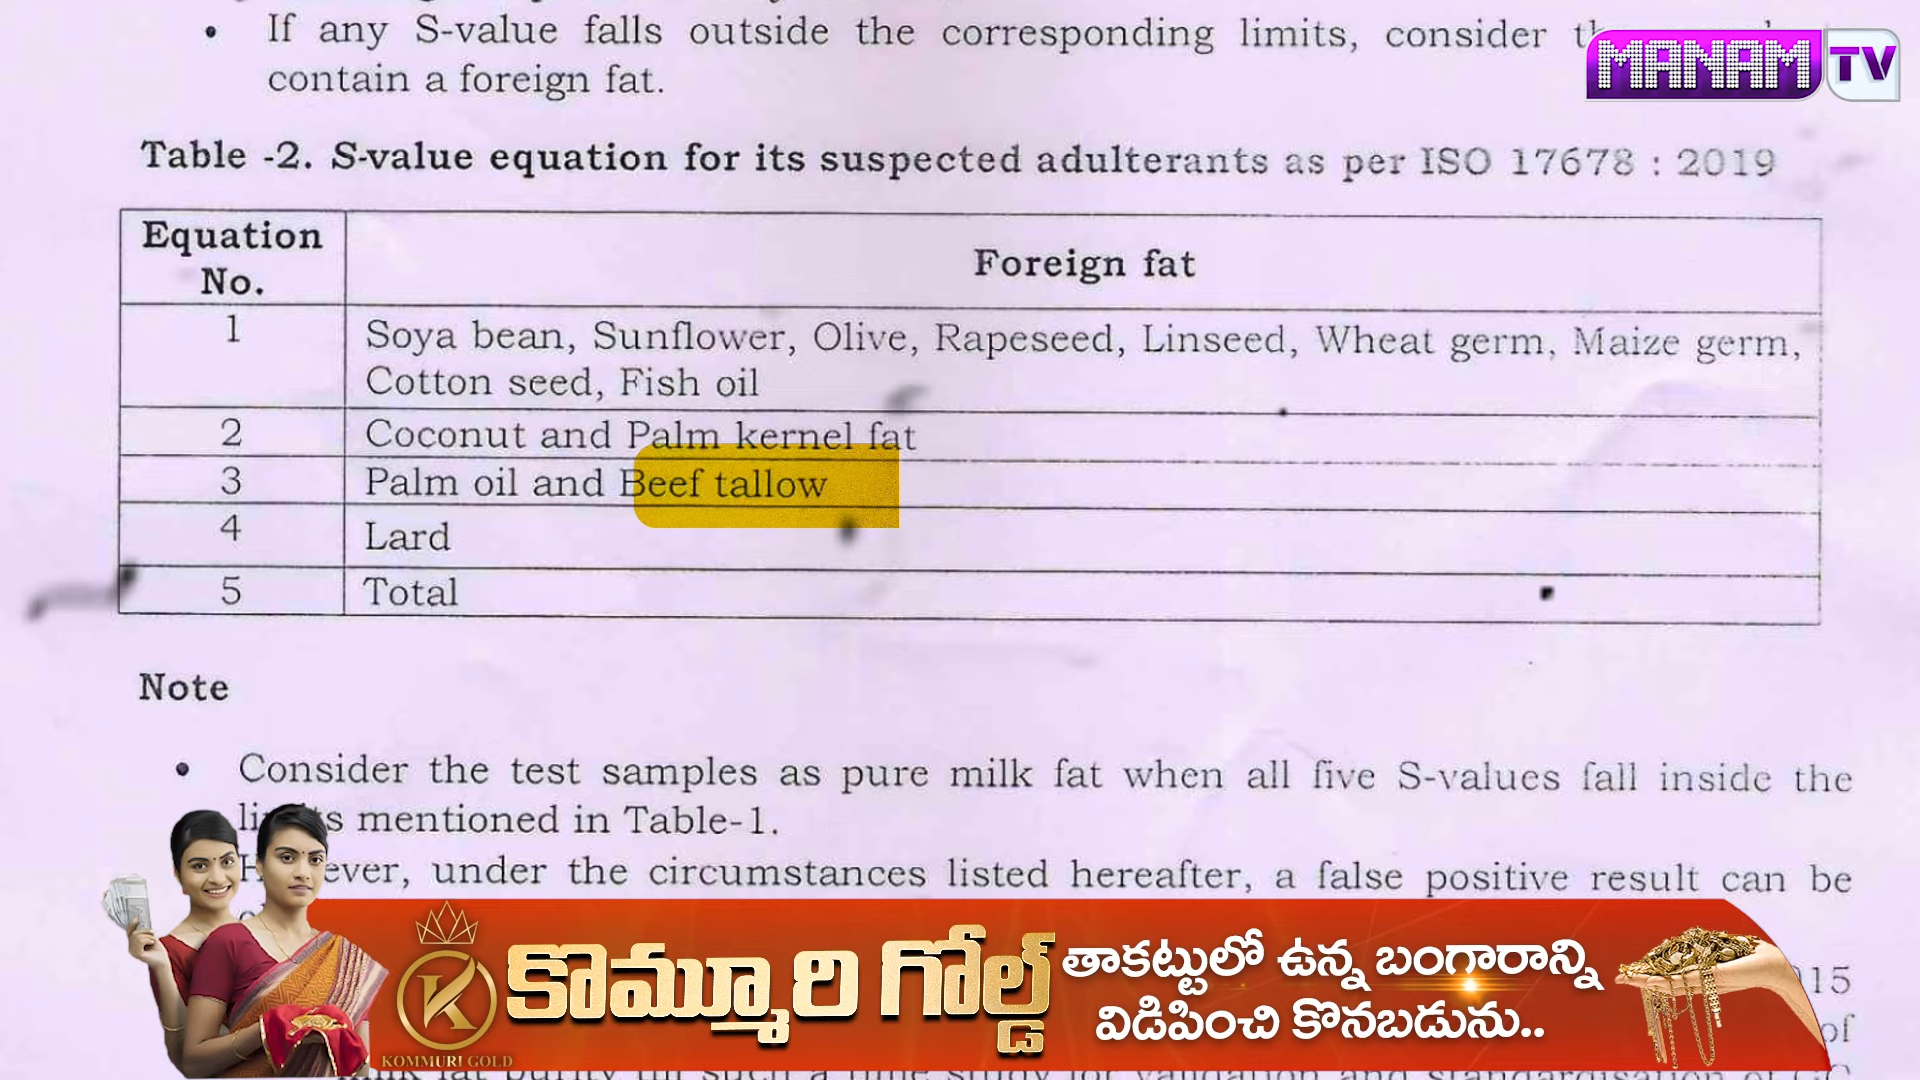 If any S-value falls outside the corresponding limits, consider
contain a foreign fat.
MANAM TV
Table -2. S-value equation for its suspected adulterants as per ISO 17678 : 2019
Equation No.
Foreign fat
1
Soya bean, Sunflower, Olive, Rapeseed, Linseed, Wheat germ, Maize germ,
Cotton seed, Fish oil
2
Coconut and Palm kernel fat
3
Palm oil and Beef tallow
4
Lard
5
Total
Note
• Consider the test samples as pure milk fat when all five S-values fall inside the
mentioned in Table-1.
under the circumstances listed hereafter, a false positive result can be
కొమ్మూరి గోల్డ్
తాకట్టులో ఉన్న బంగారాన్ని
విడిపించి కొనబడును..
KOMMURI GOLD
15
of